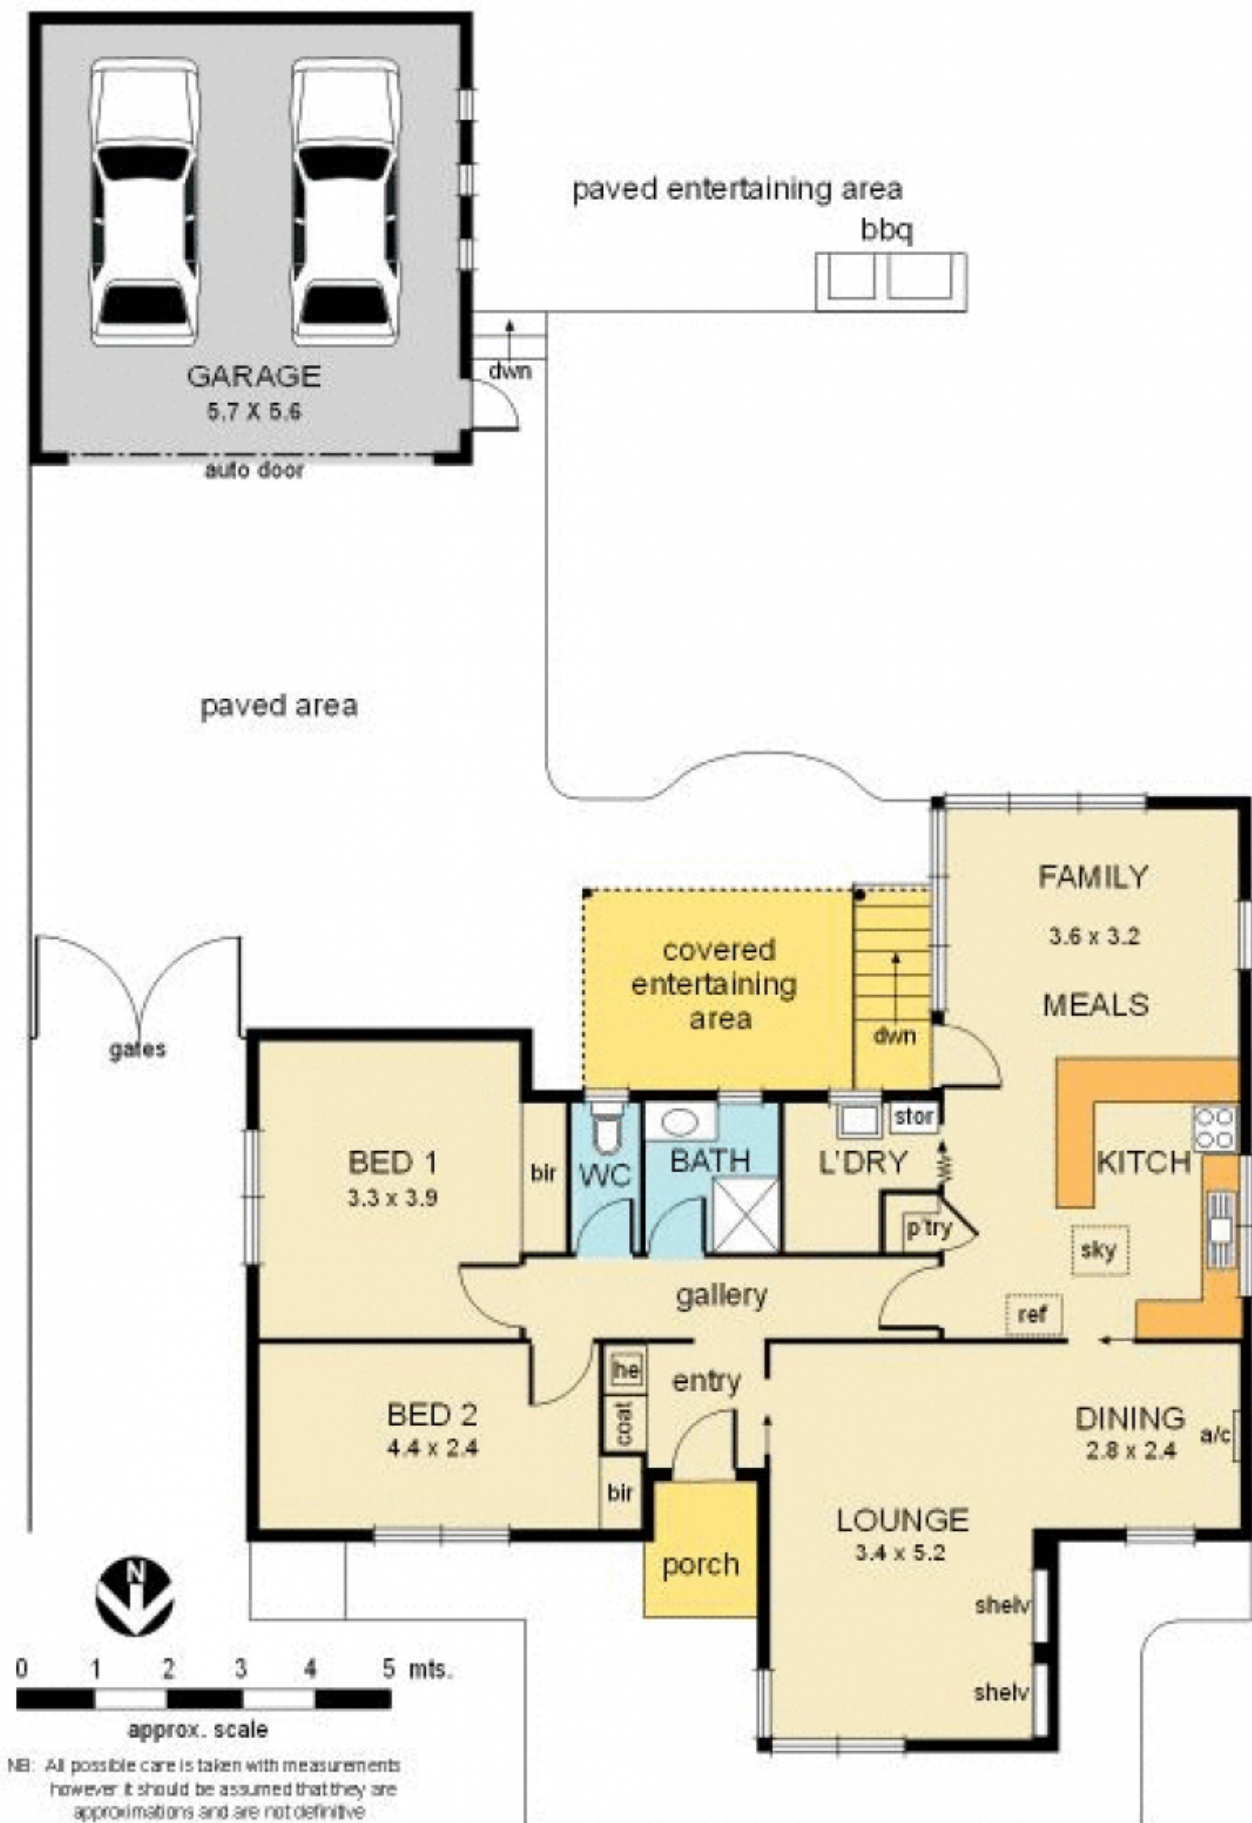 paved entertaining area
bbq
dwn
GARAGE
5.7 X 5.6
auto door
paved area
FAMILY
3.6 x 3.2
MEALS
covered
entertaining
area
dwn
gates
BED 1
3.3 x 3.9
bir
WC
BATH
L'DRY
stor
KITCH
p'try
sky
gallery
ref
he
entry
coat
BED 2
4.4 x 2.4
bir
DINING
2.8 x 2.4
a/c
LOUNGE
3.4 x 5.2
porch
shelv
shelv
N
0 1 2 3 4 5 mts.
approx. scale
NB: All possible care is taken with measurements
however it should be assumed that they are
approximations and are not definitive